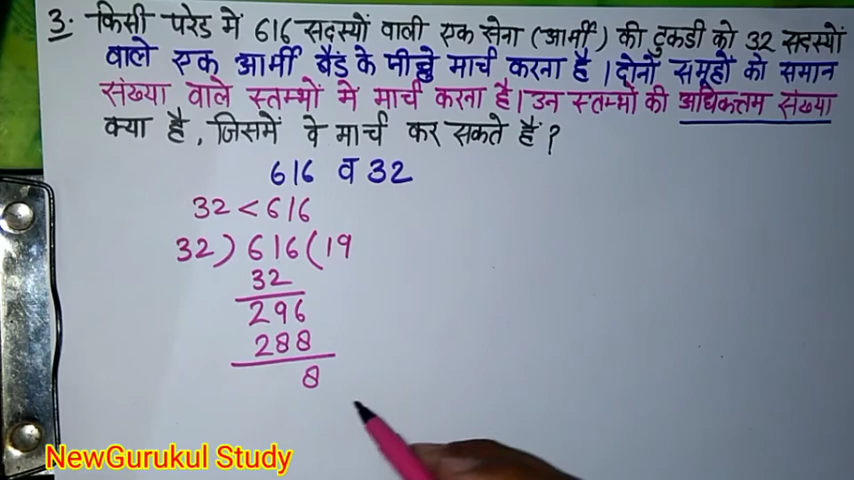 3. किसी परेड में 616 सदस्यों वाली एक सेना (आर्मी) की टुकडी को 32 सदस्यों
वाले एक आर्मी बैंड के पीछे मार्च करना है । दोनों समूहों को समान
संख्या वाले स्तम्भों में मार्च करना है। उन स्तम्भों की अधिकतम संख्या
क्या है, जिसमें वे मार्च कर सकते हैं ?
616 व 32
32 < 616
32 ) 616 ( 19
32
296
288
8
NewGurukul Study